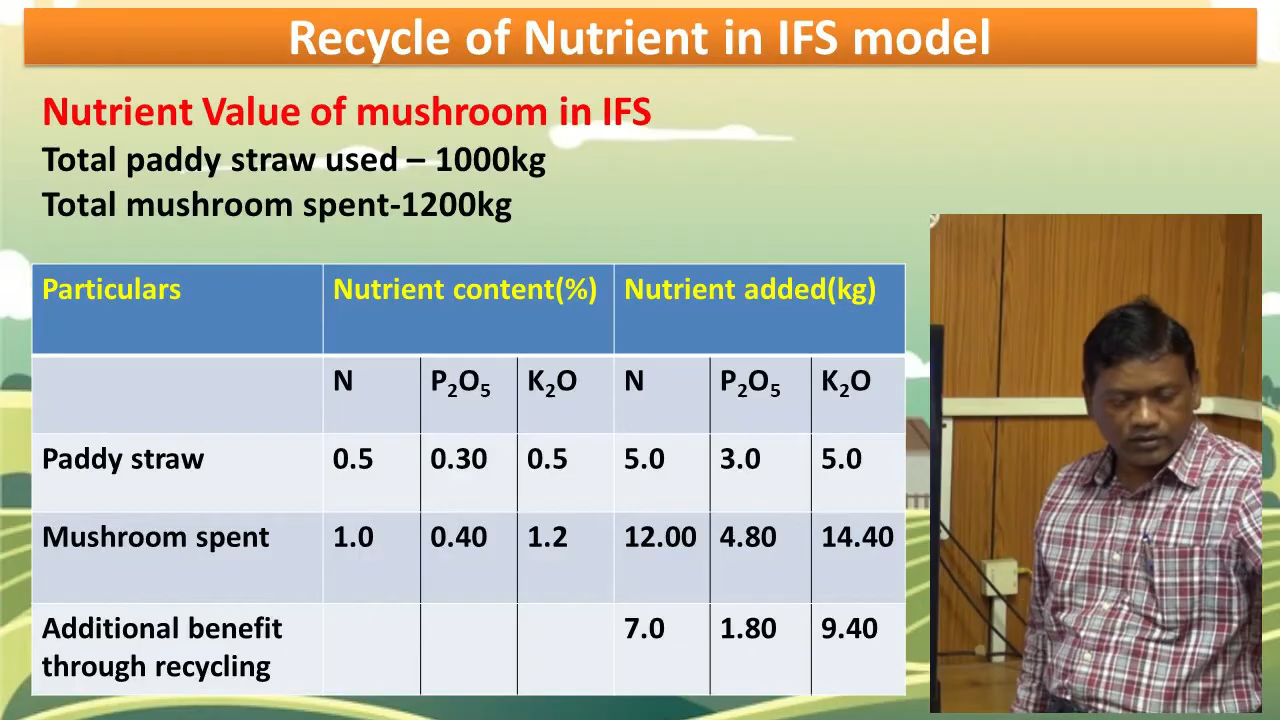 Recycle of Nutrient in IFS model
Nutrient Value of mushroom in IFS
Total paddy straw used – 1000kg
Total mushroom spent-1200kg
Particulars Nutrient content(%) Nutrient added(kg)
N P₂O₅ K₂O N P₂O₅ K₂O
Paddy straw 0.5 0.30 0.5 5.0 3.0 5.0
Mushroom spent 1.0 0.40 1.2 12.00 4.80 14.40
Additional benefit 7.0 1.80 9.40
through recycling